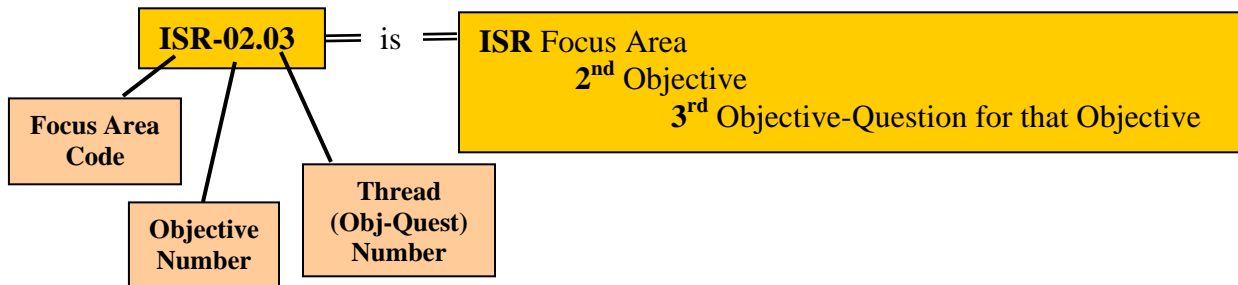 ISR-02.03 is ISR Focus Area
2nd Objective
3rd Objective-Question for that Objective
Focus Area
Code
Objective
Number
Thread
(Obj-Quest)
Number